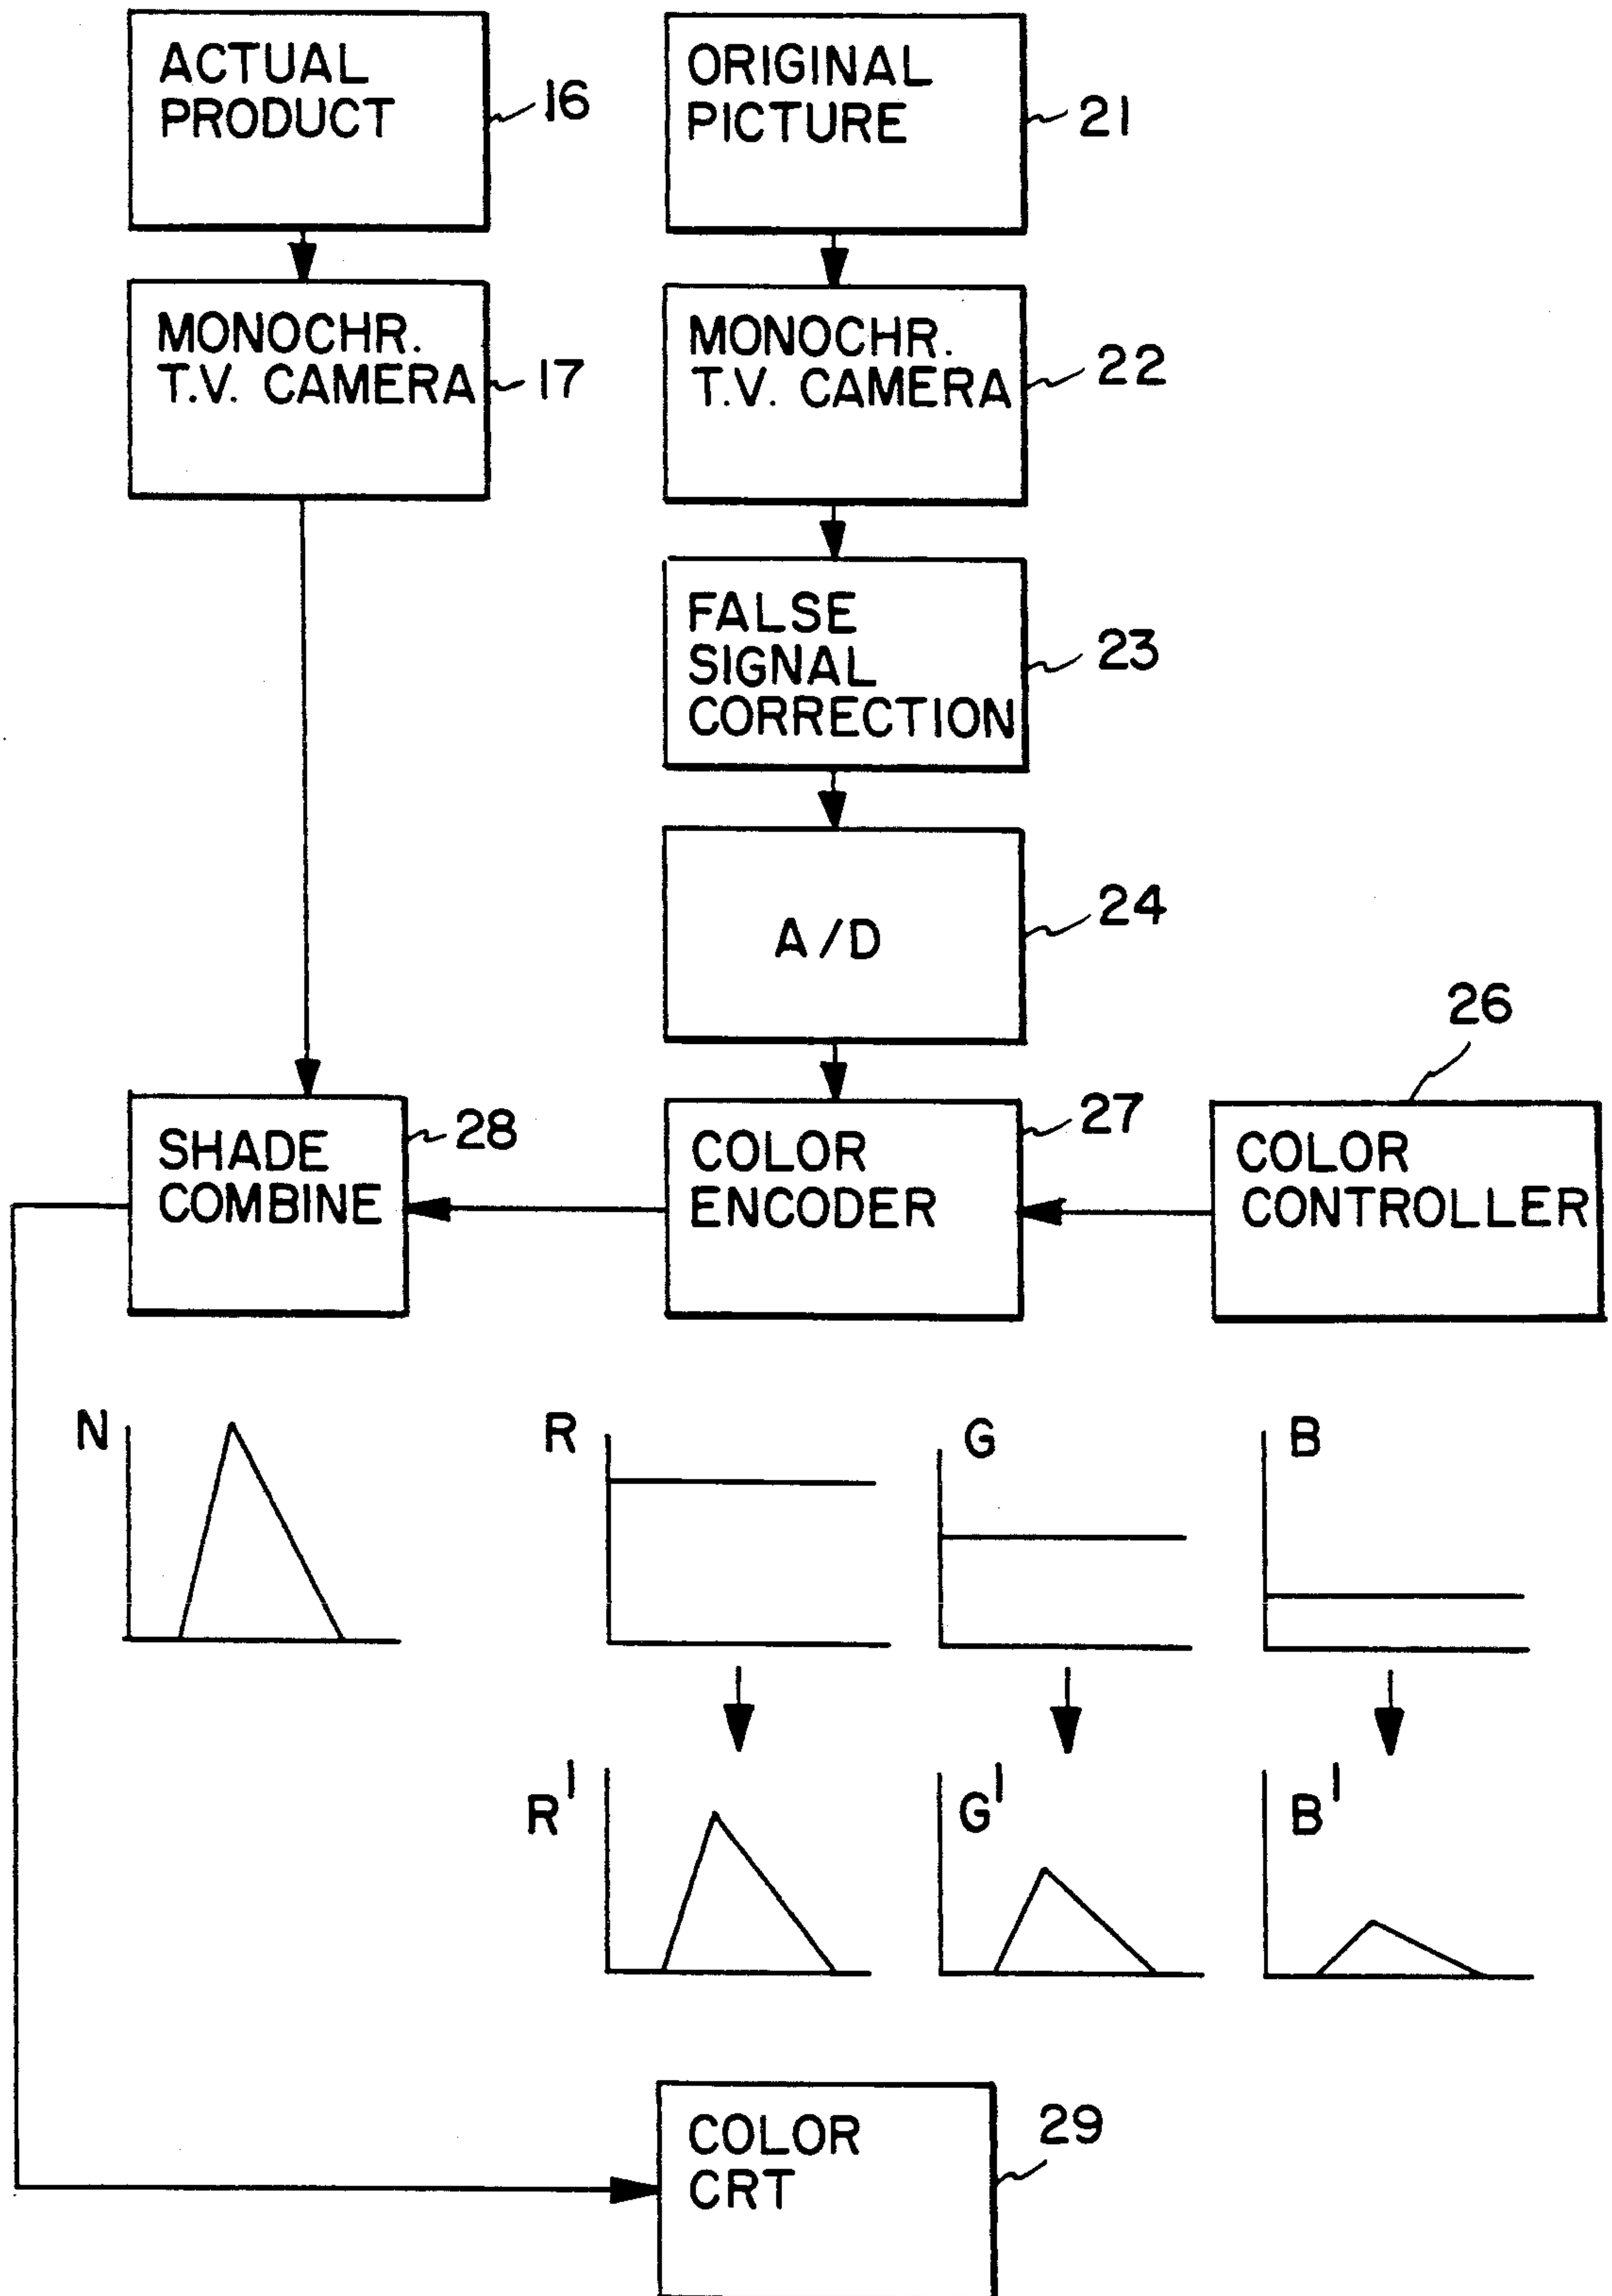 ACTUAL
PRODUCT
16
ORIGINAL
PICTURE
21
MONOCHR.
T.V. CAMERA
17
MONOCHR.
T.V. CAMERA
22
FALSE
SIGNAL
CORRECTION
23
A/D
24
26
SHADE
COMBINE
28
COLOR
ENCODER
27
COLOR
CONTROLLER
N
R
G
B
R'
G'
B'
COLOR
CRT
29